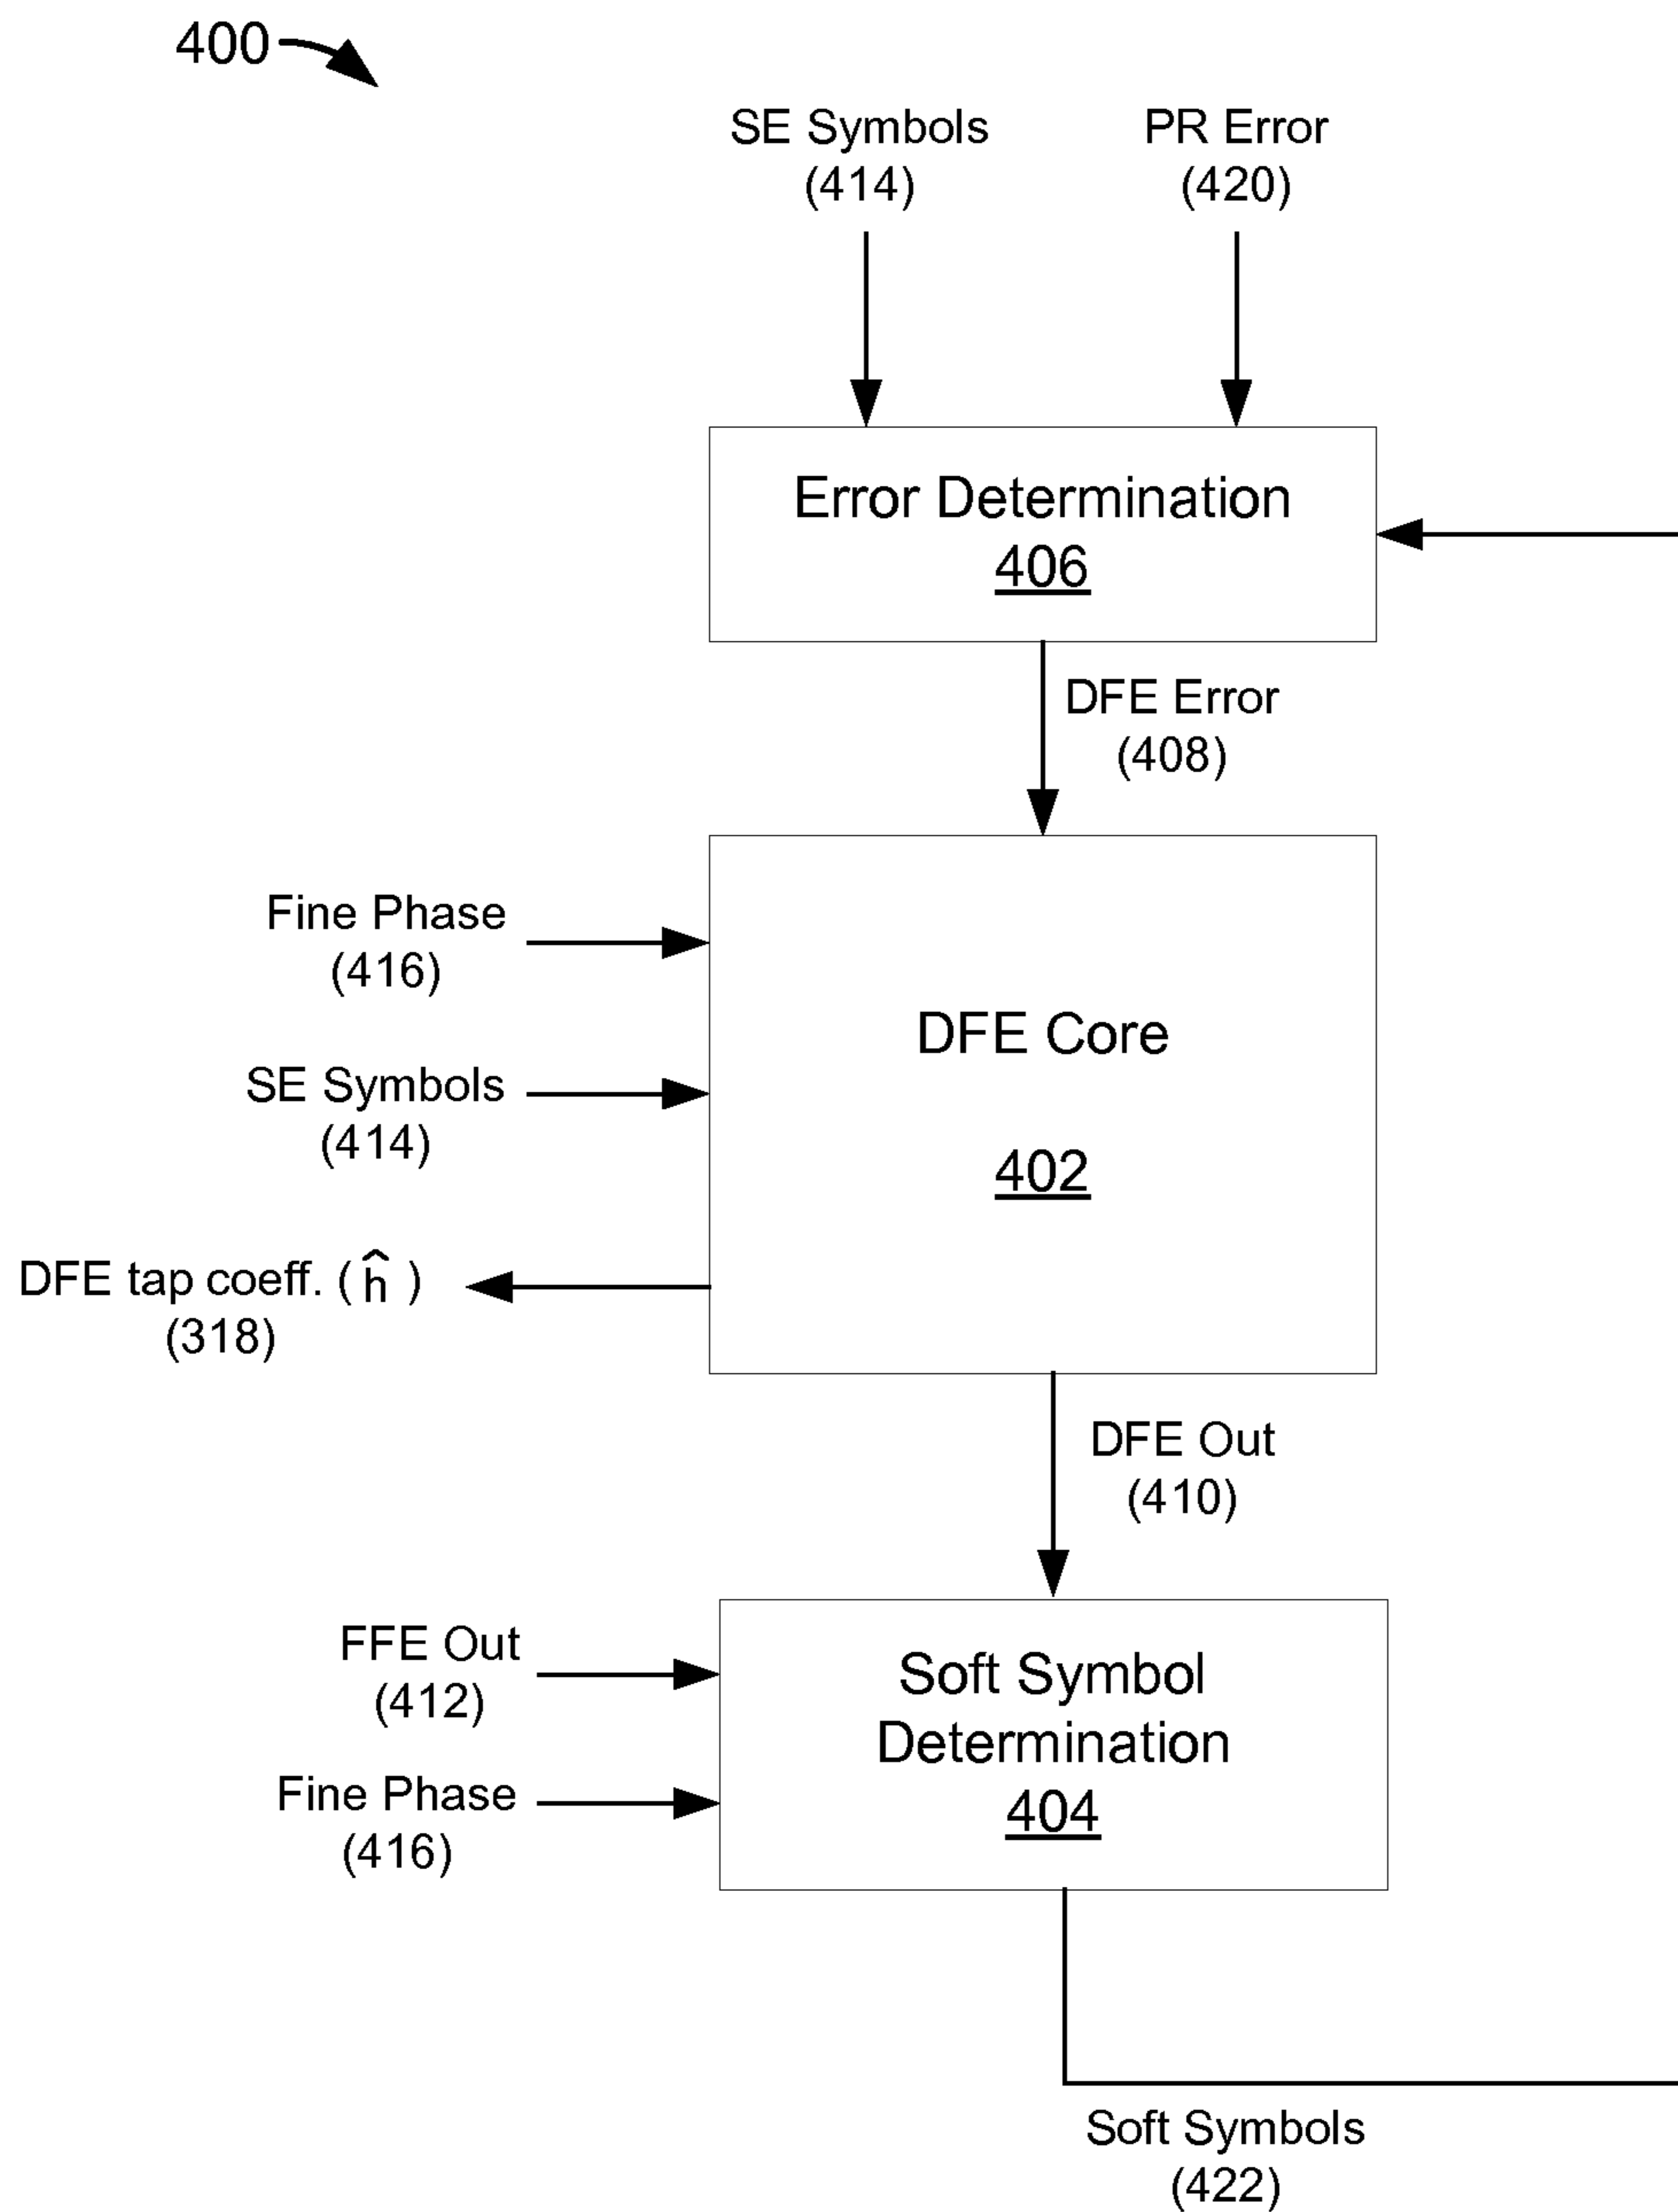 400
SE Symbols
(414)
PR Error
(420)
Error Determination
406
DFE Error
(408)
Fine Phase
(416)
SE Symbols
(414)
DFE tap coeff. (ĥ)
(318)
DFE Core
402
DFE Out
(410)
FFE Out
(412)
Fine Phase
(416)
Soft Symbol
Determination
404
Soft Symbols
(422)